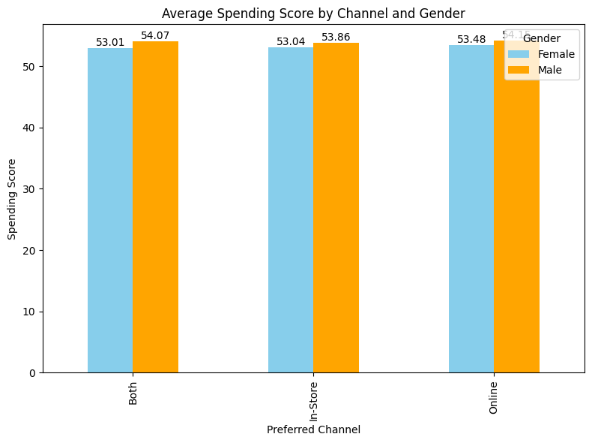 Average Spending Score by Channel and Gender
53.01
54.07
53.04
53.86
53.48
Gender
Female
Male
Spending Score
50
40
30
20
10
0
Both
In-Store
Online
Preferred Channel